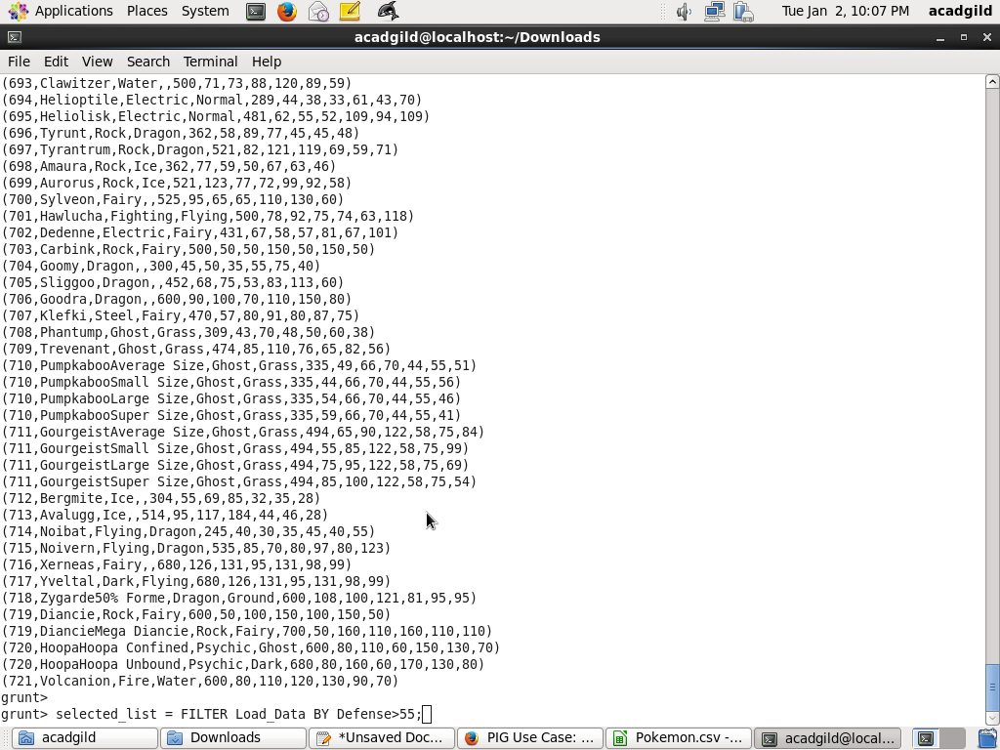 Applications Places System Tue Jan  2, 10:07 PM acadgild
acadgild@localhost:~/Downloads
File Edit View Search Terminal Help
(693,Clawitzer,Water,,500,71,73,88,120,89,59)
(694,Helioptile,Electric,Normal,289,44,38,33,61,43,70)
(695,Heliolisk,Electric,Normal,481,62,55,52,109,94,109)
(696,Tyrunt,Rock,Dragon,362,58,89,77,45,45,48)
(697,Tyrantrum,Rock,Dragon,521,82,121,119,69,59,71)
(698,Amaura,Rock,Ice,362,77,59,50,67,63,46)
(699,Aurorus,Rock,Ice,521,123,77,72,99,92,58)
(700,Sylveon,Fairy,,525,95,65,65,110,130,60)
(701,Hawlucha,Fighting,Flying,500,78,92,75,74,63,118)
(702,Dedenne,Electric,Fairy,431,67,58,57,81,67,101)
(703,Carbink,Rock,Fairy,500,50,50,150,50,150,50)
(704,Goomy,Dragon,,300,45,50,35,55,75,40)
(705,Sliggoo,Dragon,,452,68,75,53,83,113,60)
(706,Goodra,Dragon,,600,90,100,70,110,150,80)
(707,Klefki,Steel,Fairy,470,57,80,91,80,87,75)
(708,Phantump,Ghost,Grass,309,43,70,48,50,60,38)
(709,Trevenant,Ghost,Grass,474,85,110,76,65,82,56)
(710,PumpkabooAverage Size,Ghost,Grass,335,49,66,70,44,55,51)
(710,PumpkabooSmall Size,Ghost,Grass,335,44,66,70,44,55,56)
(710,PumpkabooLarge Size,Ghost,Grass,335,54,66,70,44,55,46)
(710,PumpkabooSuper Size,Ghost,Grass,335,59,66,70,44,55,41)
(711,GourgeistAverage Size,Ghost,Grass,494,65,90,122,58,75,84)
(711,GourgeistSmall Size,Ghost,Grass,494,55,85,122,58,75,99)
(711,GourgeistLarge Size,Ghost,Grass,494,75,95,122,58,75,69)
(711,GourgeistSuper Size,Ghost,Grass,494,85,100,122,58,75,54)
(712,Bergmite,Ice,,304,55,69,85,32,35,28)
(713,Avalugg,Ice,,514,95,117,184,44,46,28)
(714,Noibat,Flying,Dragon,245,40,30,35,45,40,55)
(715,Noivern,Flying,Dragon,535,85,70,80,97,80,123)
(716,Xerneas,Fairy,,680,126,131,95,131,98,99)
(717,Yveltal,Dark,Flying,680,126,131,95,131,98,99)
(718,Zygarde50% Forme,Dragon,Ground,600,108,100,121,81,95,95)
(719,Diancie,Rock,Fairy,600,50,100,150,100,150,50)
(719,DiancieMega Diancie,Rock,Fairy,700,50,160,110,160,110,110)
(720,HoopaHoopa Confined,Psychic,Ghost,600,80,110,60,150,130,70)
(720,HoopaHoopa Unbound,Psychic,Dark,680,80,160,60,170,130,80)
(721,Volcanion,Fire,Water,600,80,110,120,130,90,70)
grunt>
grunt> selected_list = FILTER Load_Data BY Defense>55;
acadgild Downloads *Unsaved Doc... PIG Use Case: ... Pokemon.csv -... acadgild@local...